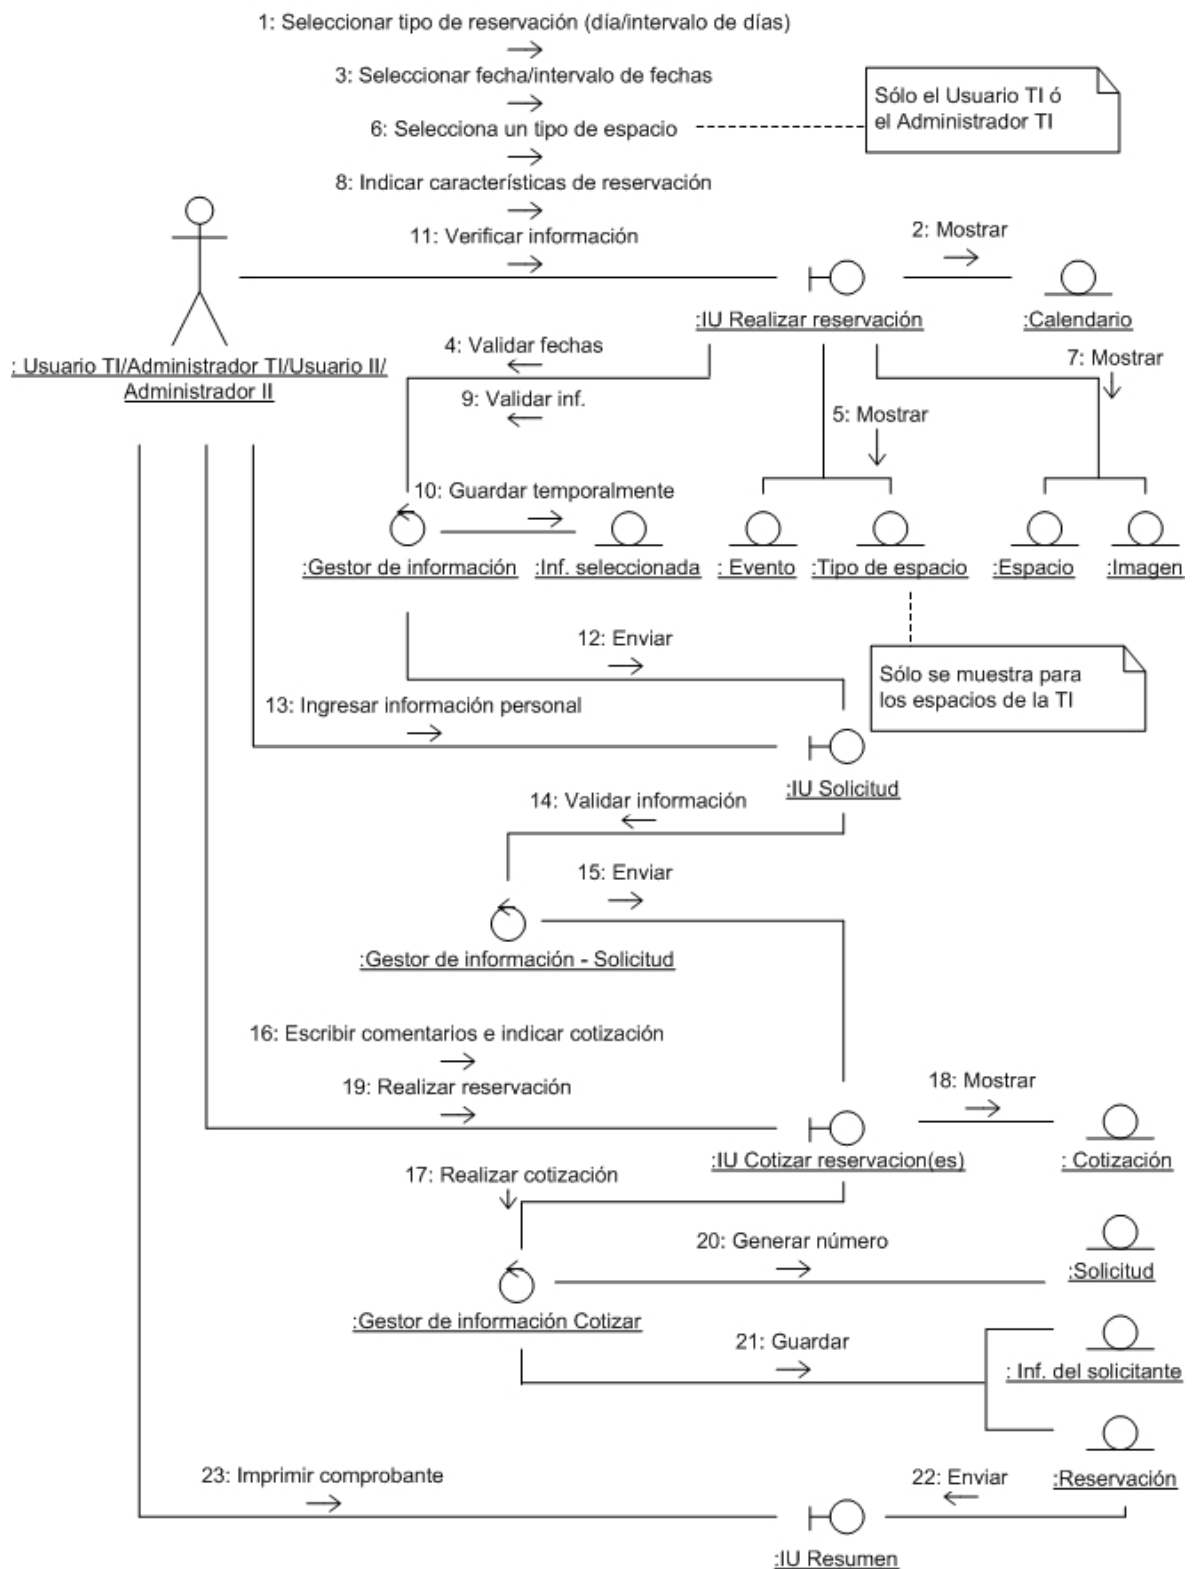 1: Seleccionar tipo de reservación (día/intervalo de días)
3: Seleccionar fecha/intervalo de fechas
6: Selecciona un tipo de espacio
Sólo el Usuario TI ó
el Administrador TI
8: Indicar características de reservación
11: Verificar información
2: Mostrar
:IU Realizar reservación
:Calendario
: Usuario TI/Administrador TI/Usuario II/
Administrador II
4: Validar fechas
7: Mostrar
9: Validar inf.
5: Mostrar
10: Guardar temporalmente
:Gestor de información
:Inf. seleccionada
: Evento
:Tipo de espacio
:Espacio
:Imagen
12: Enviar
Sólo se muestra para
los espacios de la TI
13: Ingresar información personal
:IU Solicitud
14: Validar información
15: Enviar
:Gestor de información - Solicitud
16: Escribir comentarios e indicar cotización
19: Realizar reservación
18: Mostrar
:IU Cotizar reservacion(es)
: Cotización
17: Realizar cotización
20: Generar número
:Solicitud
:Gestor de información Cotizar
21: Guardar
: Inf. del solicitante
23: Imprimir comprobante
22: Enviar
:Reservación
:IU Resumen